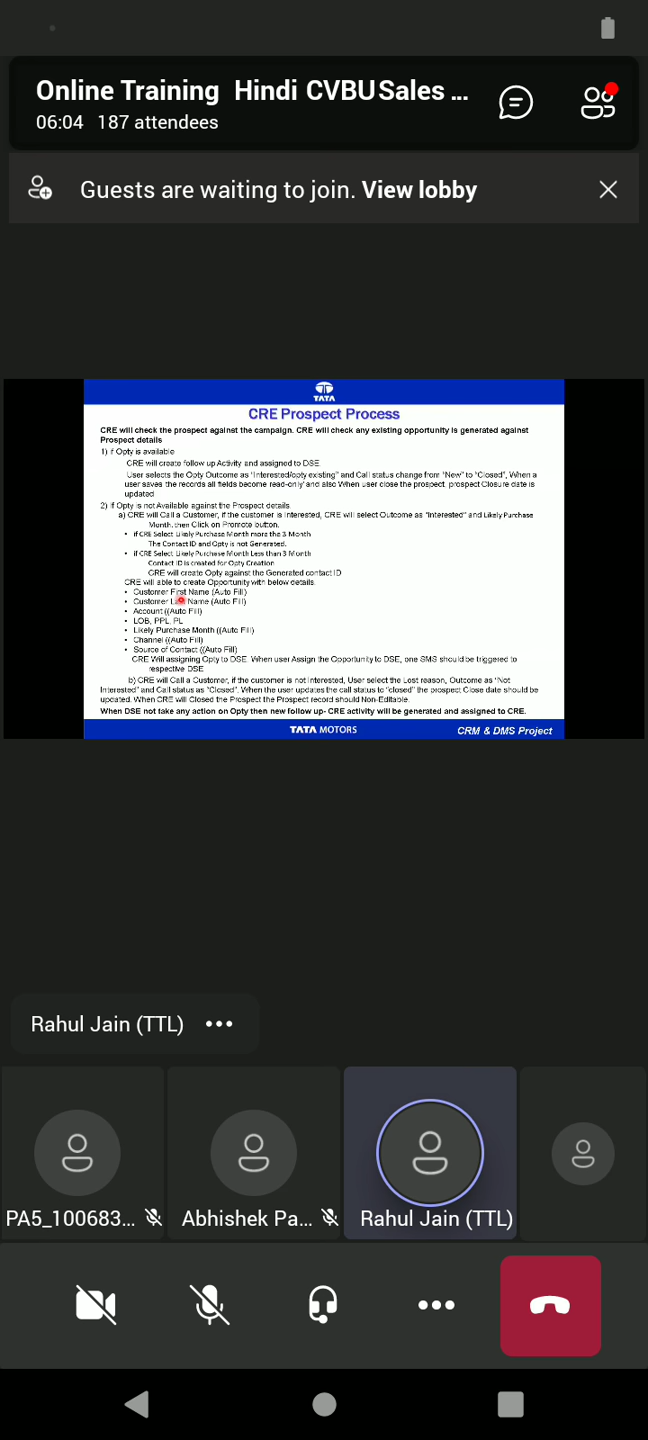 Online Training Hindi CVBU Sales ...
06:04 187 attendees
Guests are waiting to join. View lobby
TATA
CRE Prospect Process
CRE will check the prospect against the campaign. CRE will check any existing opportunity is generated against
Prospect details
1) If Opty is available
CRE will create follow up Activity and assigned to DSE.
User selects the Opty Outcome as "Interested/opty existing" and Call status change from "New" to "Closed", When a
user saves the records all fields become read-only and also When user close the prospect, prospect Closure date is
updated
2) If Opty is not Available against the Prospect details.
a) CRE will Call a Customer, if the customer is Interested, CRE will select Outcome as "Interested" and Likely Purchase
Month, then Click on Promote button.
• if CRE Select Likely Purchase Month more the 3 Month
The Contact ID and Opty is not Generated.
• if CRE Select Likely Purchase Month Less than 3 Month
Contact ID is created for Opty Creation
CRE will create Opty against the Generated contact ID
CRE will able to create Opportunity with below details.
• Customer First Name (Auto Fill)
• Customer Name (Auto Fill)
• Account ((Auto Fill)
• LOB, PPL, PL
• Likely Purchase Month ((Auto Fill)
• Channel ((Auto Fill)
• Source of Contact ((Auto Fill)
CRE Will assigning Opty to DSE. When user Assign the Opportunity to DSE, one SMS should be triggered to
respective DSE
b) CRE will Call a Customer, if the customer is not Interested, User select the Lost reason, Outcome as "Not
Interested" and Call status as "Closed". When the user updates the call status to "closed" the prospect Close date should be
updated. When CRE will Closed the Prospect the Prospect record should Non-Editable.
When DSE not take any action on Opty then new follow up- CRE activity will be generated and assigned to CRE.
TATA MOTORS
CRM & DMS Project
Rahul Jain (TTL) •••
PA5_100683...
Abhishek Pa...
Rahul Jain (TTL)